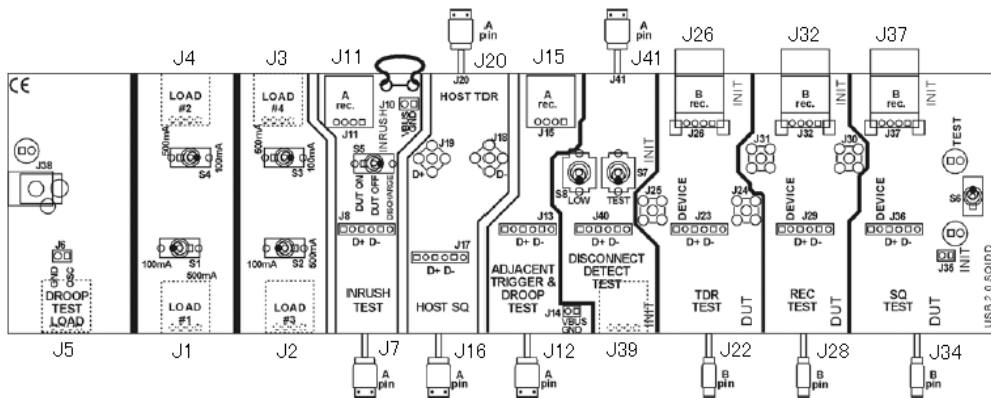 A pin
A pin
J4
J3
J11
J20
J15
J41
J26
J32
J37
CE
LOAD #2
LOAD #4
A rec.
J11
J10
VBUS
GND
INRUSH
J20
HOST TDR
A rec.
J15
J41
INIT
B rec.
J26
INIT
B rec.
J32
INIT
B rec.
J37
INIT
J38
500mA
100mA
S4
500mA
100mA
S3
S5
DUT ON
DUT OFF
DISCHARGE
J19
D+
J18
D-
S8
LOW
S7
TEST
J25
J31
J24
J30
TEST
S6
DEVICE
DEVICE
DEVICE
J8
D+ D-
J17
D+ D-
J13
D+ D-
J40
D+ D-
J23
D+ D-
J29
D+ D-
J36
D+ D-
J6
GND
OSC
DROOP TEST LOAD
100mA
S1
500mA
100mA
S2
500mA
LOAD #1
LOAD #3
INRUSH TEST
HOST SQ
ADJACENT TRIGGER & DROOP TEST
DISCONNECT DETECT TEST
J14
VBUS
GND
INIT
TDR TEST
DUT
REC TEST
DUT
SQ TEST
DUT
J35
INIT
USB 2.0 SQIDD
J5
J1
J2
J7
J16
J12
J39
J22
J28
J34
A pin
A pin
A pin
B pin
B pin
B pin